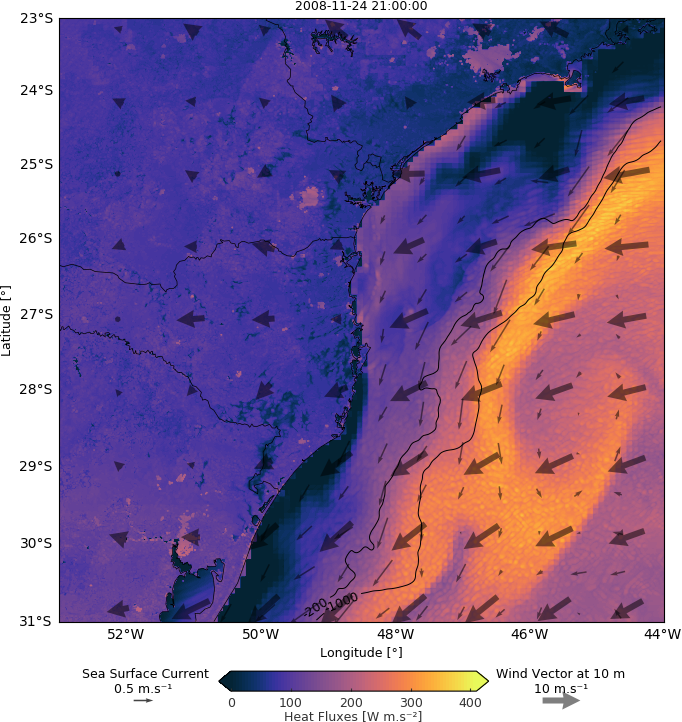 2008-11-24 21:00:00
23°S
24°S
25°S
26°S
27°S
28°S
29°S
30°S
31°S
Latitude [°]
-200
-1000
52°W 50°W 48°W 46°W 44°W
Longitude [°]
Sea Surface Current
0.5 m.s⁻¹
Wind Vector at 10 m
10 m.s⁻¹
0 100 200 300 400
Heat Fluxes [W m.s⁻²]